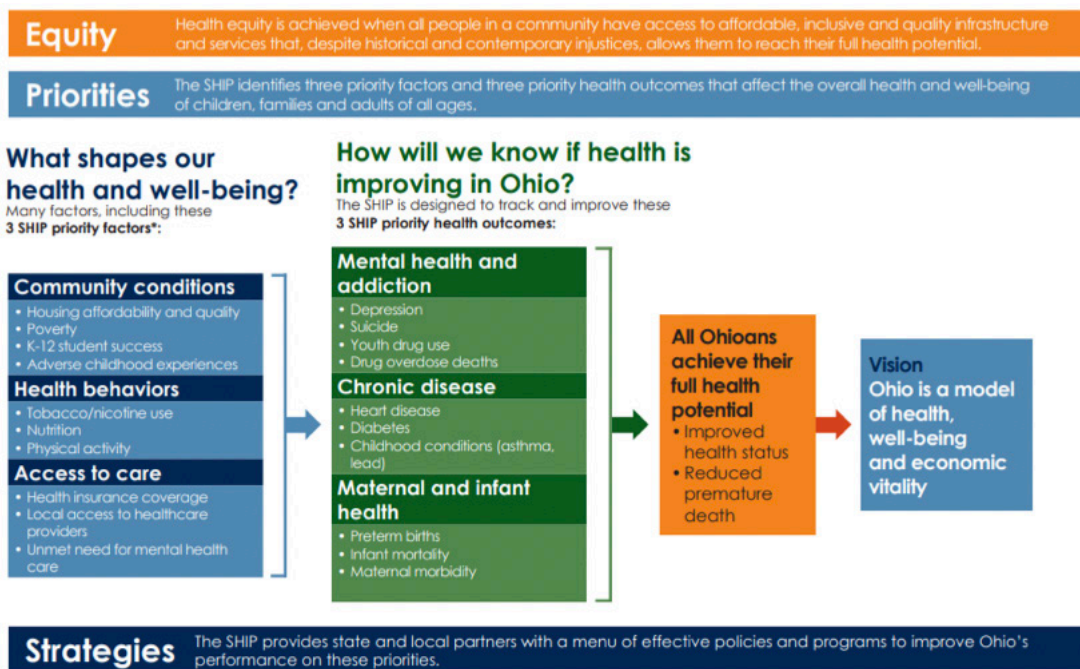 Equity
Health equity is achieved when all people in a community have access to affordable, inclusive and quality infrastructure
and services that, despite historical and contemporary injustices, allows them to reach their full health potential.
Priorities
The SHIP identifies three priority factors and three priority health outcomes that affect the overall health and well-being
of children, families and adults of all ages.
What shapes our
health and well-being?
Many factors, including these
3 SHIP priority factors*:
Community conditions
• Housing affordability and quality
• Poverty
• K-12 student success
• Adverse childhood experiences
Health behaviors
• Tobacco/nicotine use
• Nutrition
• Physical activity
Access to care
• Health insurance coverage
• Local access to healthcare
providers
• Unmet need for mental health
care
How will we know if health is
improving in Ohio?
The SHIP is designed to track and improve these
3 SHIP priority health outcomes:
Mental health and
addiction
• Depression
• Suicide
• Youth drug use
• Drug overdose deaths
Chronic disease
• Heart disease
• Diabetes
• Childhood conditions (asthma,
lead)
Maternal and infant
health
• Preterm births
• Infant mortality
• Maternal morbidity
All Ohioans
achieve their
full health
potential
• Improved
health status
• Reduced
premature
death
Vision
Ohio is a model
of health,
well-being
and economic
vitality
Strategies
The SHIP provides state and local partners with a menu of effective policies and programs to improve Ohio's
performance on these priorities.